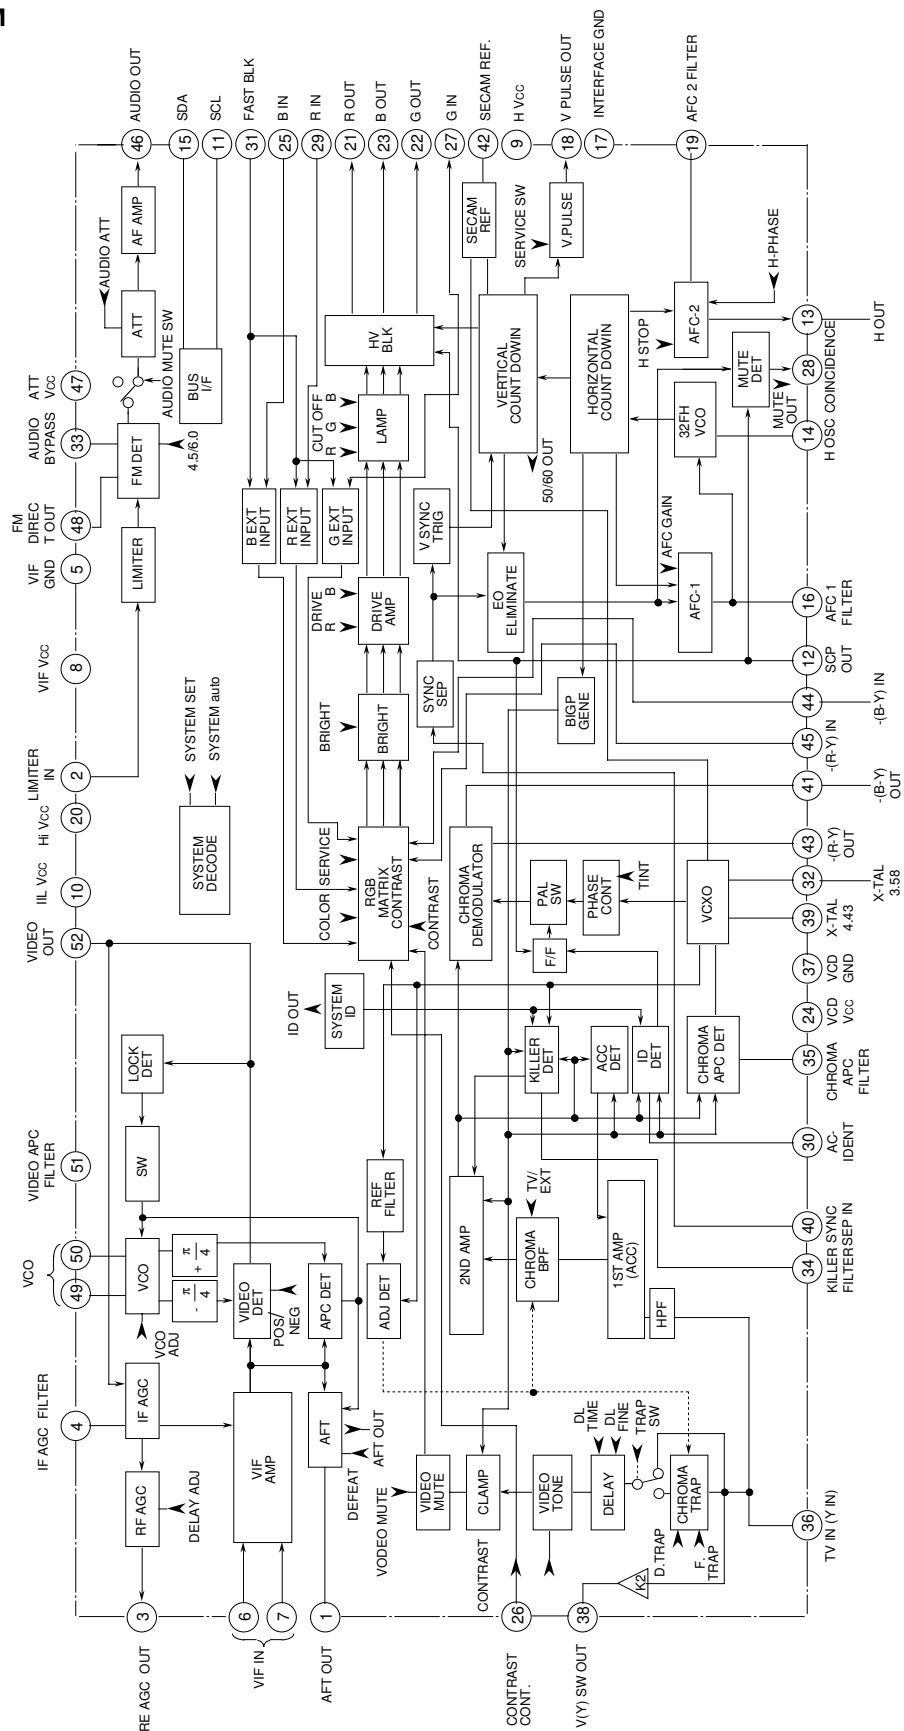 M
AUDIO OUT
46
SDA
15
SCL
11
FAST BLK
31
B IN
25
R IN
29
R OUT
21
B OUT
23
G OUT
22
G IN
27
SECAM REF.
42
H VCC
9
V PULSE OUT
18
INTERFACE GND
17
AFC 2 FILTER
19
ATT
VCC
47
AUDIO
BYPASS
33
FM
DIREC
T OUT
48
VIF
GND
5
VIF VCC
8
LIMITER
IN
2
Hi VCC
20
IIL VCC
10
VIDEO
OUT
52
VIDEO APC
FILTER
51
VCO
50
49
IF AGC FILTER
4
AUDIO ATT
AF AMP
ATT
AUDIO MUTE SW
BUS
I/F
FM DET
4.5/6.0
LIMITER
SYSTEM SET
SYSTEM auto
SYSTEM
DECODE
LOCK
DET
SW
VCO
VCO
ADJ
π
+
4
π
-
4
VIDEO
DET
POS/
NEG
APC DET
IF AGC
RF AGC
DELAY ADJ
VIF
AMP
AFT
AFT OUT
DEFEAT
SERVICE SW
SECAM
REF
V.PULSE
HV
BLK
VERTICAL
COUNT DOWN
50/60 OUT
HORIZONTAL
COUNT DOWN
H STOP
AFC-2
H-PHASE
CUT OFF
R G B
LAMP
B EXT
INPUT
R EXT
INPUT
G EXT
INPUT
V SYNC
TRIG
DRIVE
R B
DRIVE
AMP
EO
ELIMINATE
SYNC
SEP
BRIGHT
BRIGHT
BIGP
GENE
32FH
VCO
MUTE
DET
MUTE
OUT
AFC GAIN
AFC-1
COLOR SERVICE
RGB
MATRIX
CONTRAST
CONTRAST
CHROMA
DEMODULATOR
PAL
SW
F/F
PHASE
CONT
TINT
VCXO
ID OUT
SYSTEM
ID
KILLER
DET
ACC
DET
ID
DET
CHROMA
APC DET
REF
FILTER
ADJ DET
2ND AMP
TV/
EXT
CHROMA
BPF
1ST AMP
(ACC)
HPF
VODEO MUTE
VIDEO
MUTE
CLAMP
CONTRAST
VIDEO
TONE
DELAY
DL
TIME
DL
FINE
TRAP
SW
CHROMA
TRAP
D.TRAP
F.
TRAP
K2
3
RE AGC OUT
6
7
VIF IN
1
AFT OUT
26
CONTRAST
CONT.
38
V(Y) SW OUT
13
H OUT
28
COINCIDENCE
14
H OSC
16
AFC 1
FILTER
12
SCP
OUT
44
-(B-Y) IN
45
-(R-Y) IN
41
-(B-Y)
OUT
43
-(R-Y)
OUT
32
X-TAL
3.58
39
X-TAL
4.43
37
VCD
GND
24
VCD
VCC
35
CHROMA
APC
FILTER
30
AC-
IDENT
40
SYNC
SEP IN
34
KILLER
FILTER
36
TV IN (Y IN)